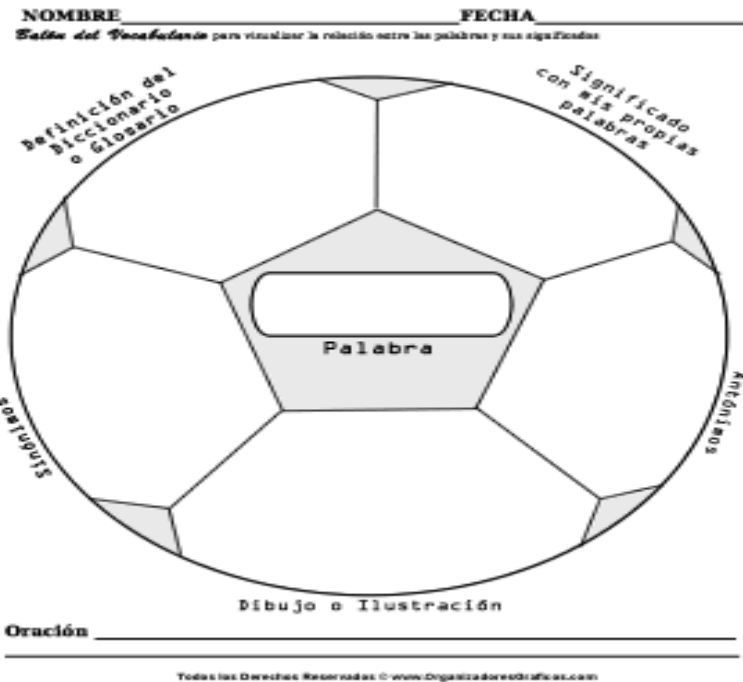 NOMBRE FECHA
Balón del Vocabulario para visualizar la relación entre las palabras y sus significados
Definición del
Diccionario
o Glosario
Significado
con mis propias
palabras
Palabra
Sinónimos
Antónimos
Dibujo o Ilustración
Oración
Todos los Derechos Reservados © www.OrganizadoresGraficos.com